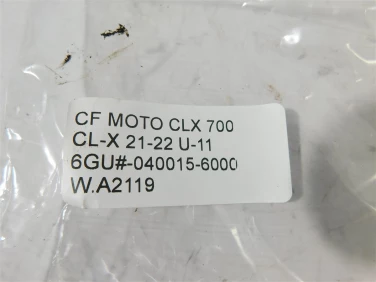 CF MOTO CLX 700
CL-X 21-22 U-11
6GU#-040015-6000
W.A2119